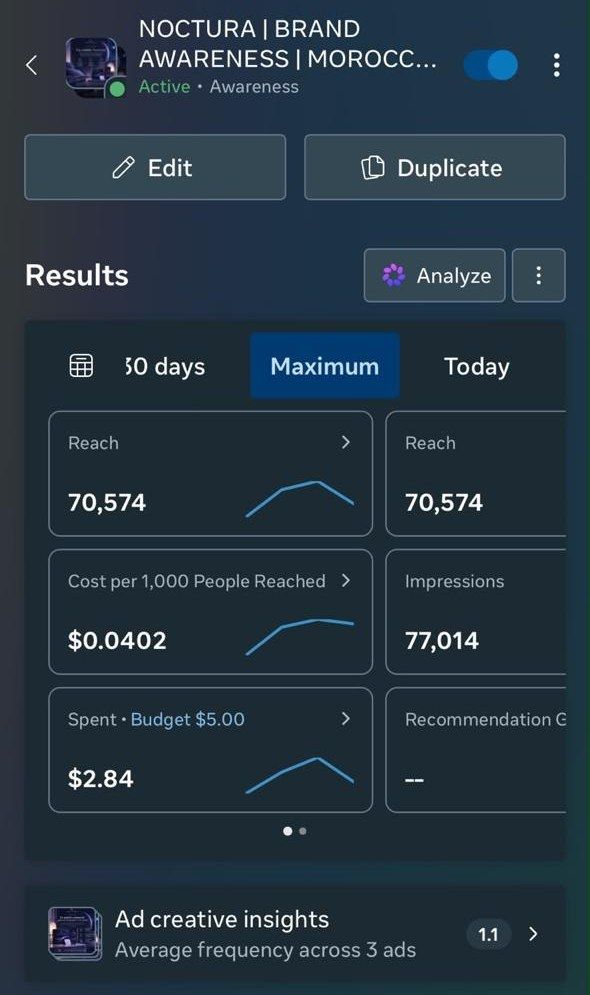 NOCTURA | BRAND
AWARENESS | MOROCC...
Active • Awareness
Edit
Duplicate
Results
Analyze
30 days
Maximum
Today
Reach
70,574
Reach
70,574
Cost per 1,000 People Reached
$0.0402
Impressions
77,014
Spent • Budget $5.00
$2.84
Recommendation G
--
Ad creative insights
Average frequency across 3 ads
1.1